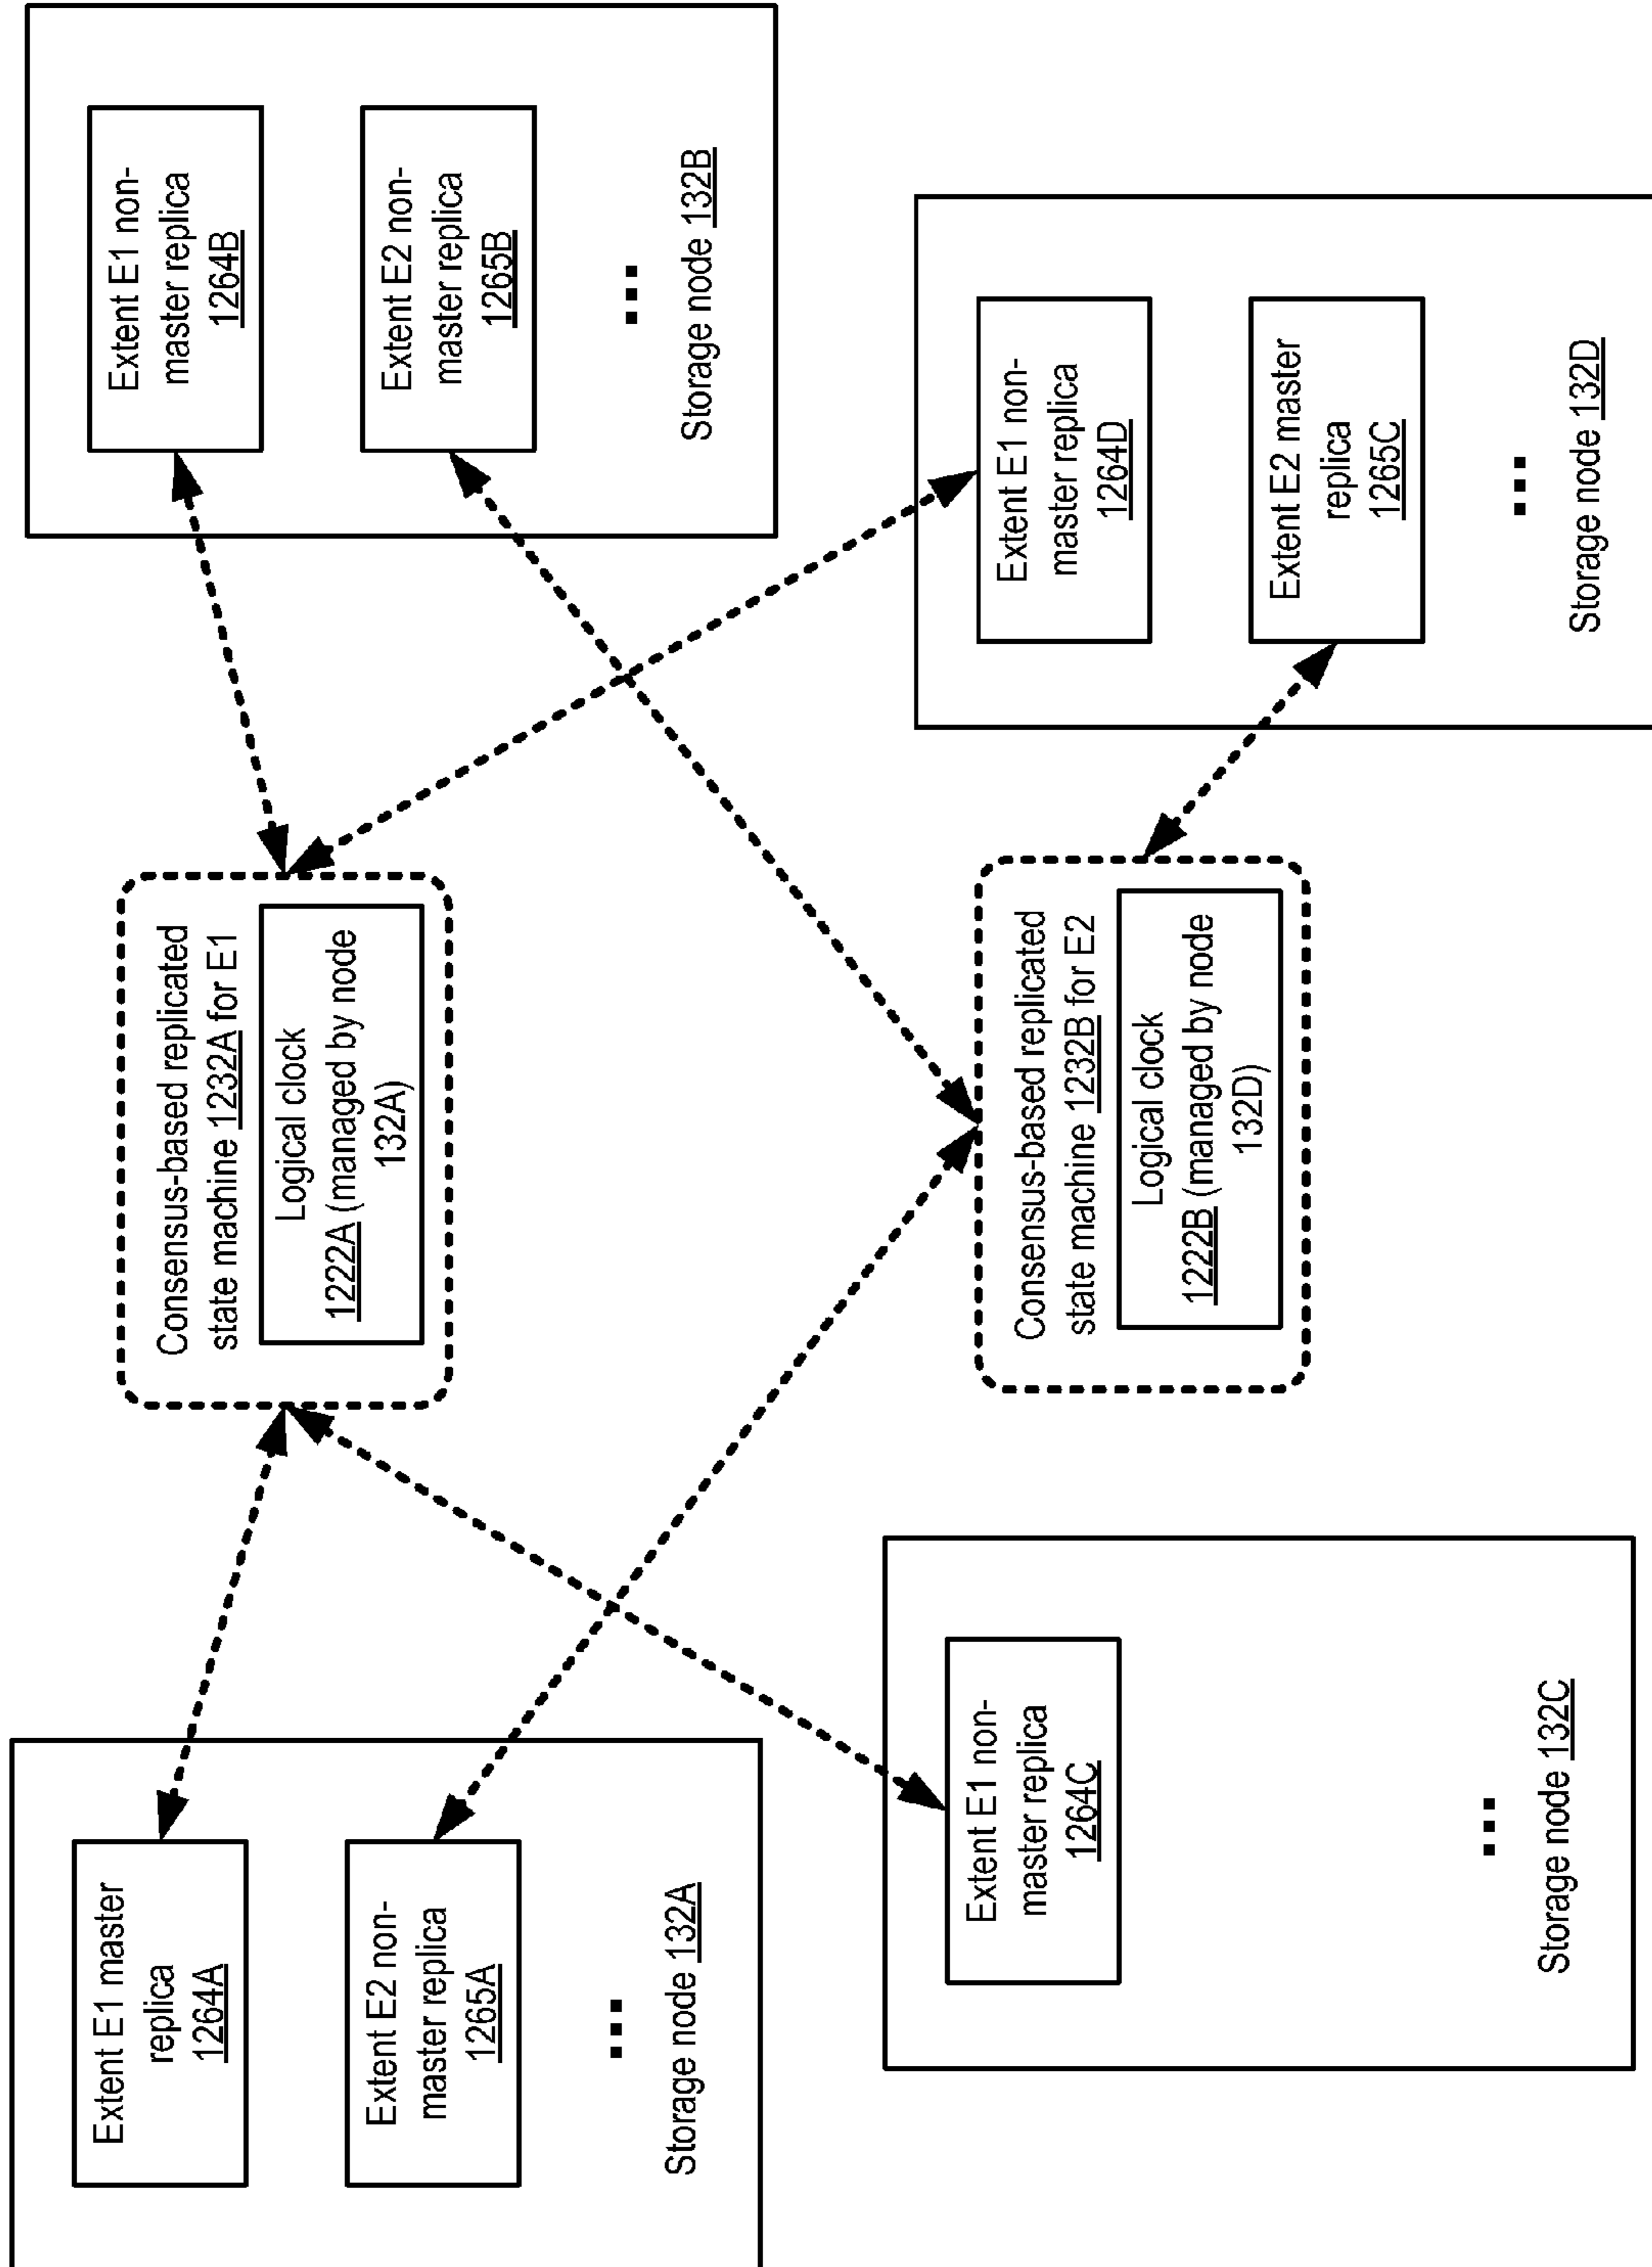 Extent E1 master
replica
1264A
Extent E2 non-
master replica
1265A
...
Storage node 132A
Consensus-based replicated
state machine 1232A for E1
Logical clock
1222A (managed by node
132A)
Extent E1 non-
master replica
1264B
Extent E2 non-
master replica
1265B
...
Storage node 132B
Extent E1 non-
master replica
1264C
...
Storage node 132C
Consensus-based replicated
state machine 1232B for E2
Logical clock
1222B (managed by node
132D)
Extent E1 non-
master replica
1264D
Extent E2 master
replica
1265C
...
Storage node 132D